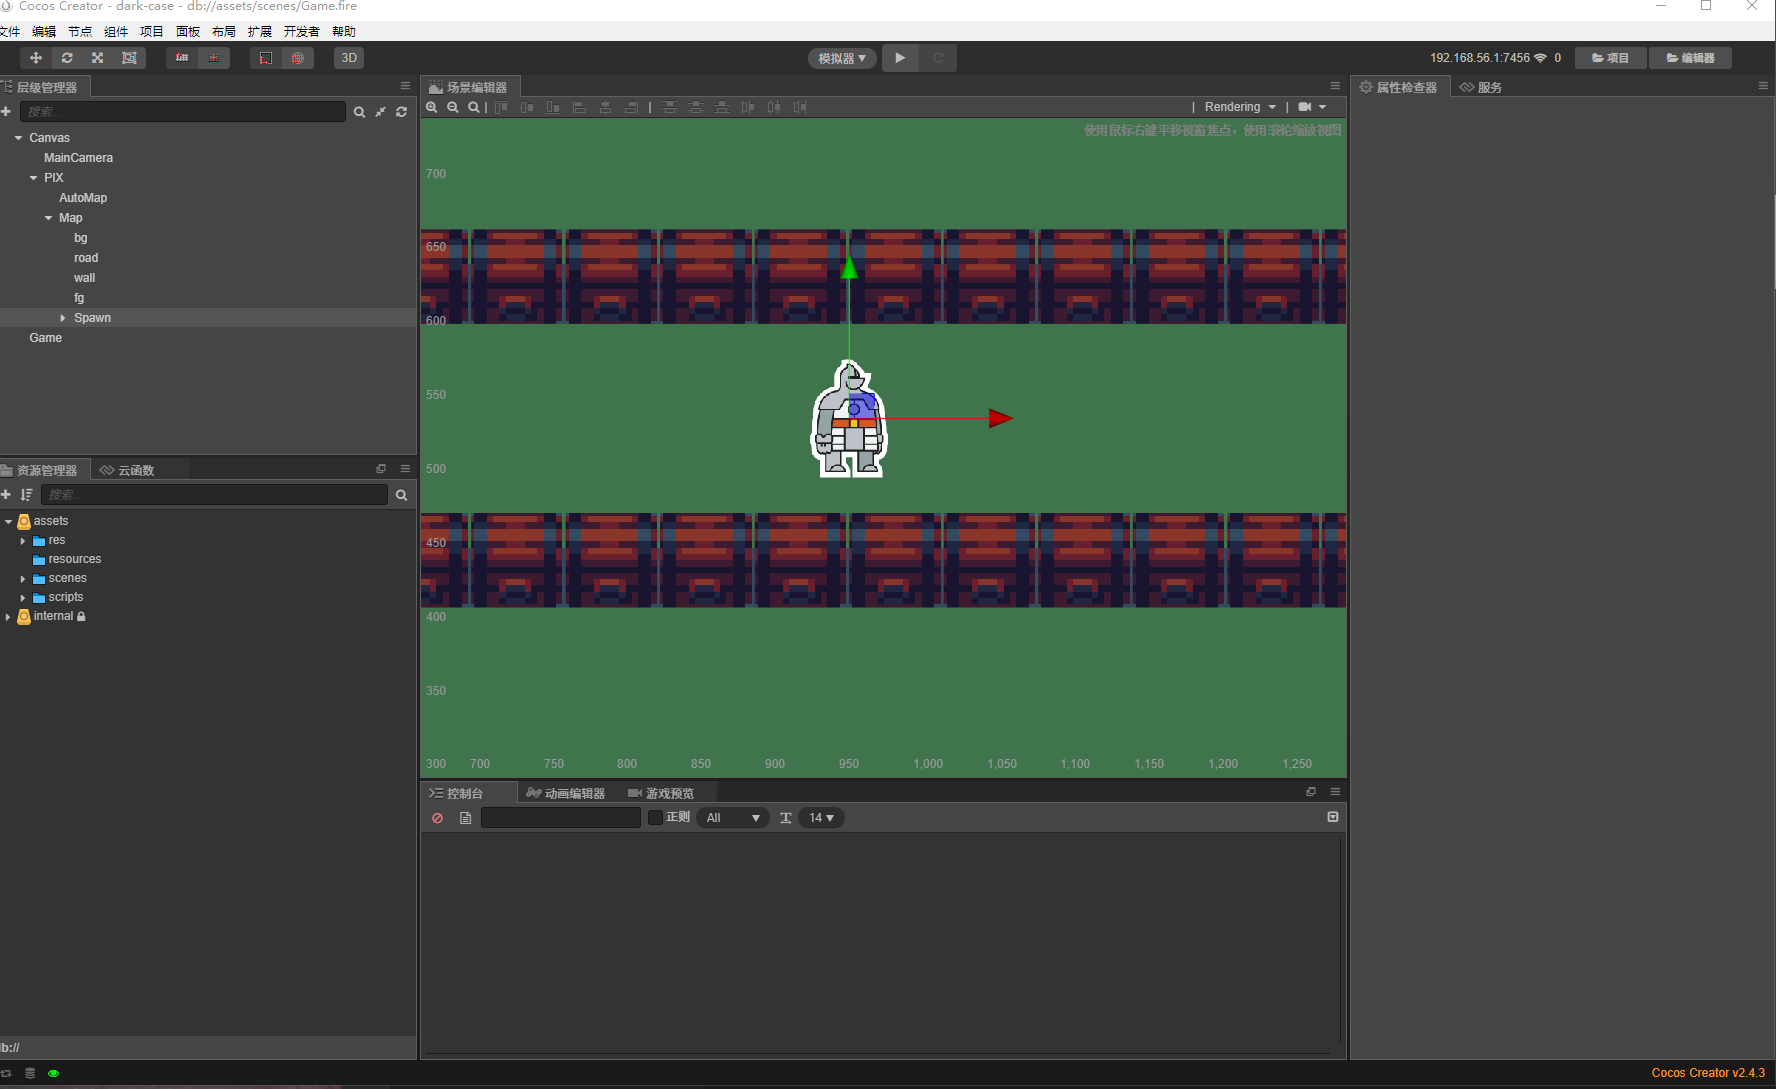 Cocos Creator - dark-case - db://assets/scenes/Game.fire
文件 编辑 节点 组件 项目 面板 布局 扩展 开发者 帮助
3D
模拟器
192.168.56.1:7456 0
项目 编辑器
层级管理器
搜索...
Canvas
MainCamera
PIX
AutoMap
Map
bg
road
wall
fg
Spawn
Game
场景编辑器
Rendering
使用鼠标右键平移视窗焦点，使用滚轮缩放视图
700
650
600
550
500
450
400
350
300 700 750 800 850 900 950 1,000 1,050 1,100 1,150 1,200 1,250
属性检查器 服务
资源管理器 云函数
搜索...
assets
res
resources
scenes
scripts
internal
db://
控制台 动画编辑器 游戏预览
正则 All 14
Cocos Creator v2.4.3